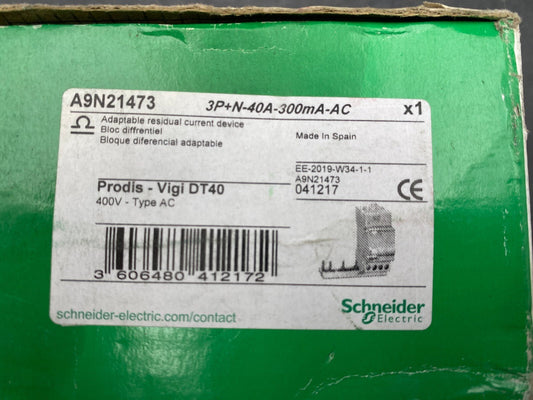 A9N21473 3P+N-40A-300mA-AC x1
Adaptable residual current device
Bloc diffrentiel
Bloque diferencial adaptable
Made In Spain
EE-2019-W34-1-1
A9N21473
041217
CE
Prodis - Vigi DT40
400V - Type AC
3 606480 412172
schneider-electric.com/contact
Schneider
Electric